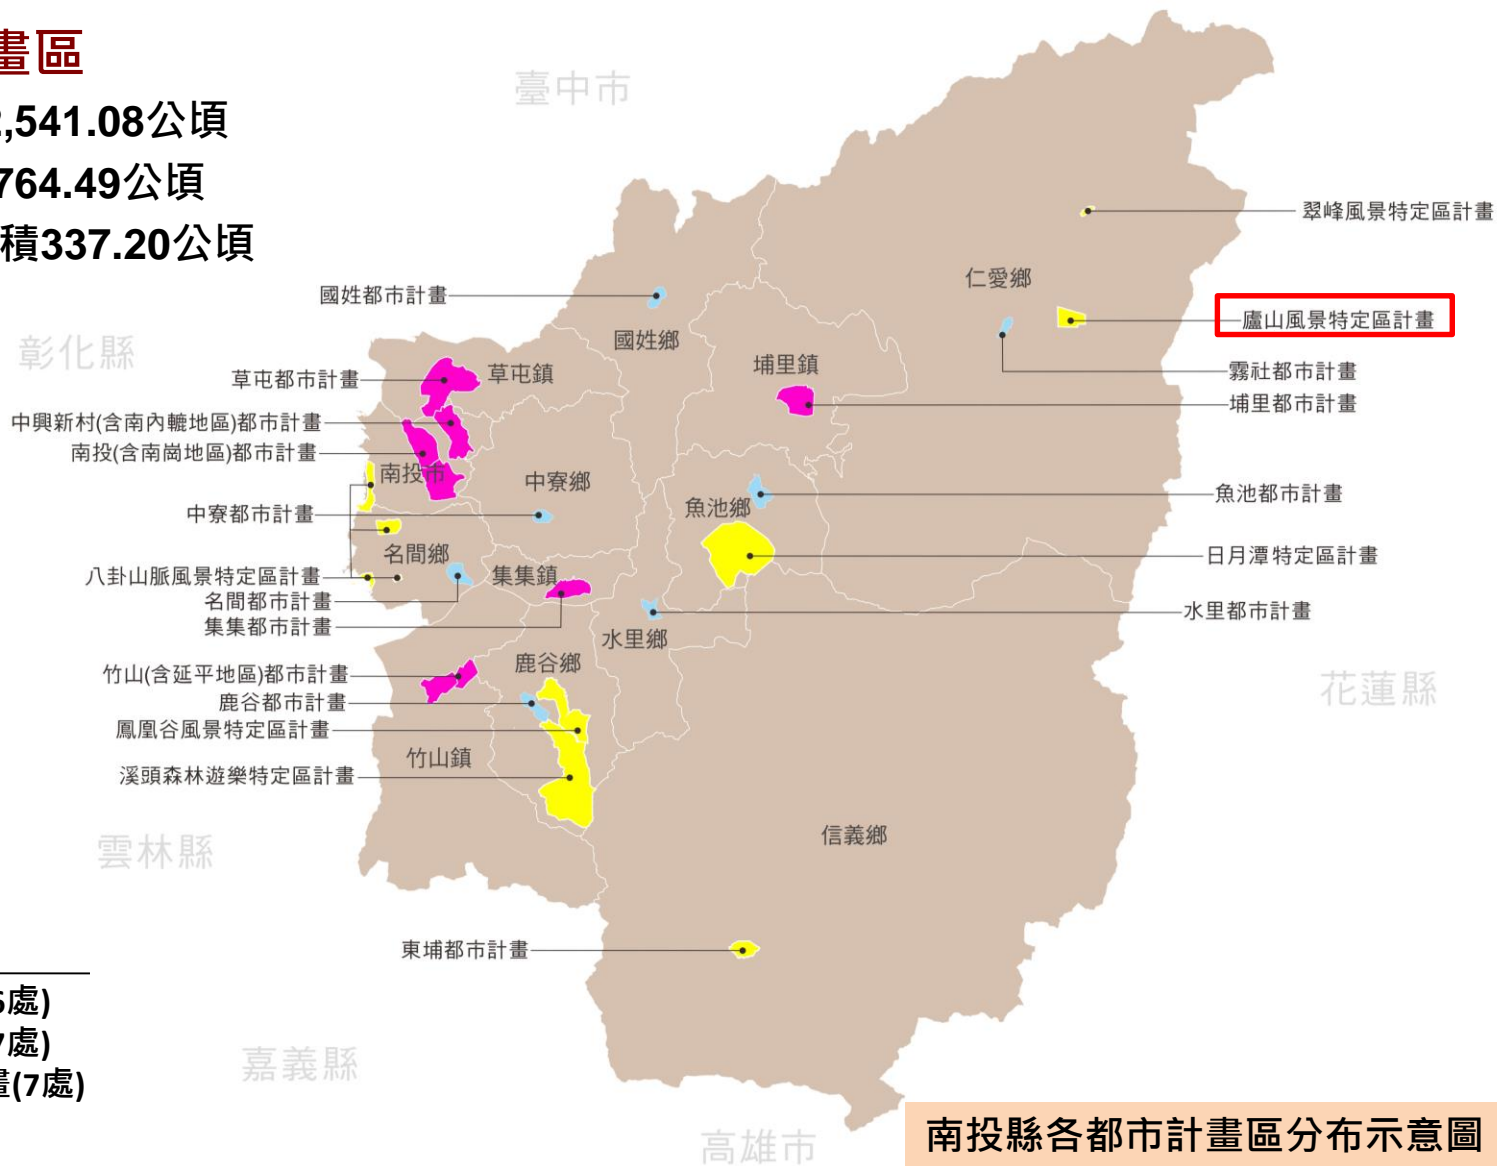 畫區
,541.08公頃
764.49公頃
積337.20公頃
臺中市
彰化縣
花蓮縣
雲林縣
嘉義縣
高雄市
翠峰風景特定區計畫
仁愛鄉
國姓都市計畫
廬山風景特定區計畫
國姓鄉
霧社都市計畫
草屯都市計畫
草屯鎮
埔里鎮
埔里都市計畫
中興新村(含南內轆地區)都市計畫
南投(含南崗地區)都市計畫
南投市
中寮鄉
魚池都市計畫
魚池鄉
中寮都市計畫
名間鄉
日月潭特定區計畫
八卦山脈風景特定區計畫
集集鎮
名間都市計畫
水里都市計畫
集集都市計畫
水里鄉
竹山(含延平地區)都市計畫
鹿谷鄉
鹿谷都市計畫
鳳凰谷風景特定區計畫
竹山鎮
溪頭森林遊樂特定區計畫
信義鄉
東埔都市計畫
處)
處)
畫(7處)
南投縣各都市計畫區分布示意圖